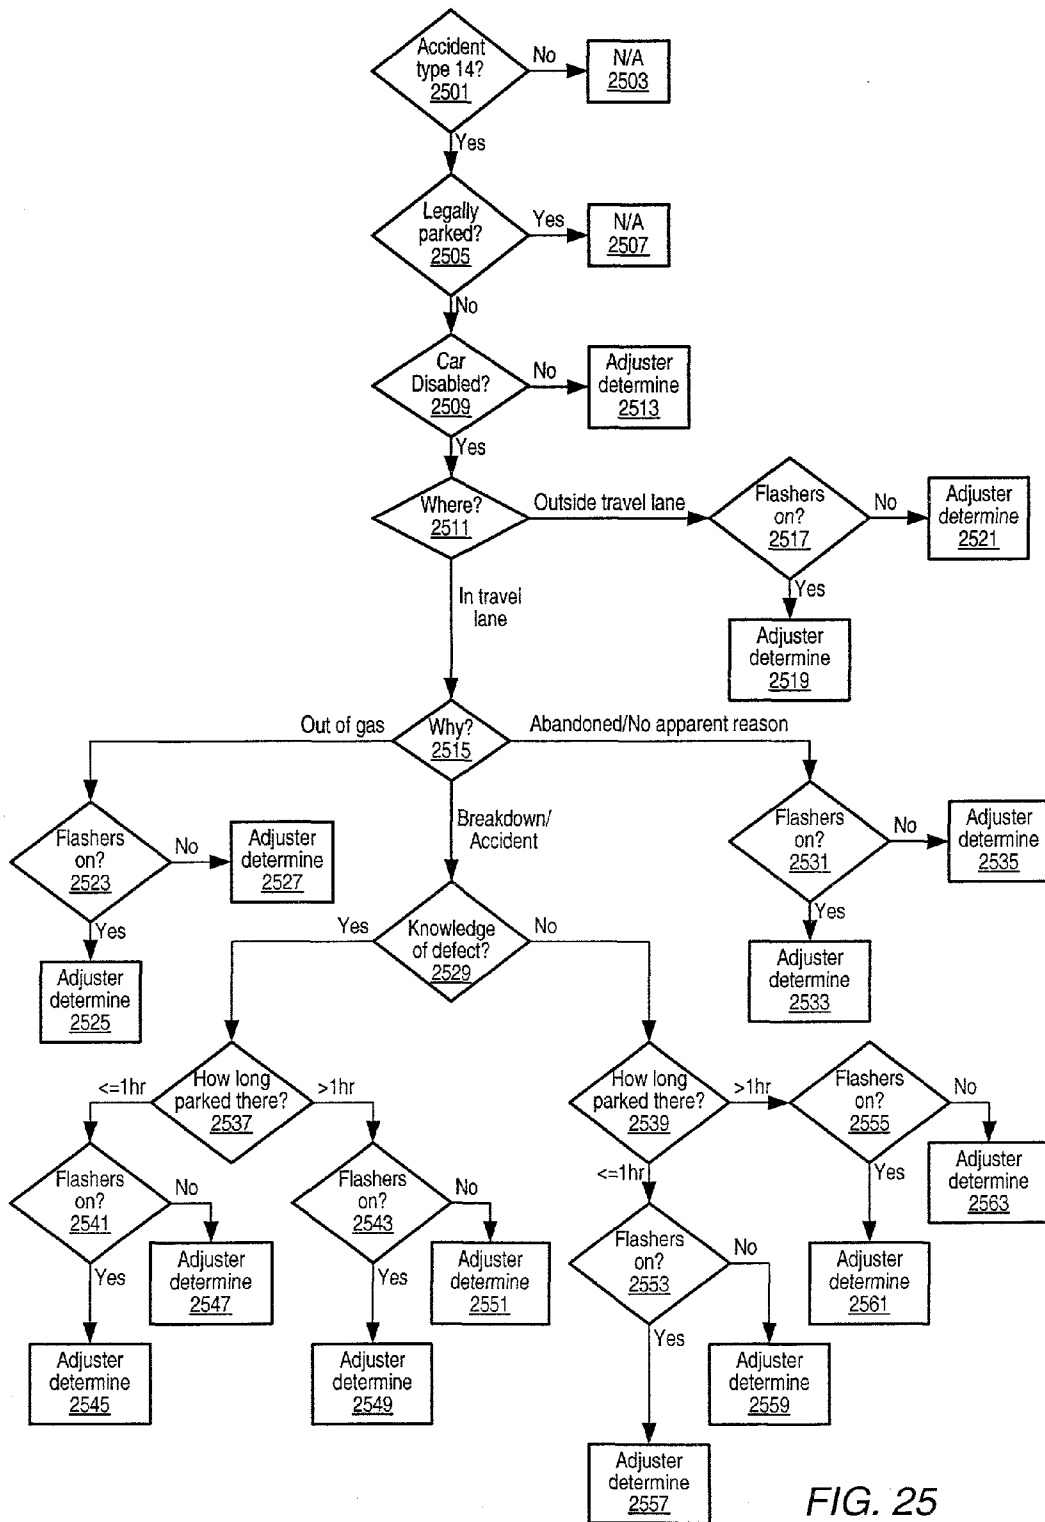 Accident
type 14?
2501
No
N/A
2503
Yes
Legally
parked?
2505
Yes
N/A
2507
No
Car
Disabled?
2509
No
Adjuster
determine
2513
Yes
Where?
2511
Outside travel lane
Flashers
on?
2517
No
Adjuster
determine
2521
Yes
Adjuster
determine
2519
In travel
lane
Why?
2515
Out of gas
Abandoned/No apparent reason
Breakdown/
Accident
Flashers
on?
2523
No
Adjuster
determine
2527
Yes
Adjuster
determine
2525
Flashers
on?
2531
No
Adjuster
determine
2535
Yes
Adjuster
determine
2533
Knowledge
of defect?
2529
Yes
No
How long
parked there?
2537
<=1hr
>1hr
Flashers
on?
2541
No
Adjuster
determine
2547
Yes
Adjuster
determine
2545
Flashers
on?
2543
No
Adjuster
determine
2551
Yes
Adjuster
determine
2549
How long
parked there?
2539
>1hr
<=1hr
Flashers
on?
2555
No
Adjuster
determine
2563
Yes
Adjuster
determine
2561
Flashers
on?
2553
No
Adjuster
determine
2559
Yes
Adjuster
determine
2557
FIG. 25